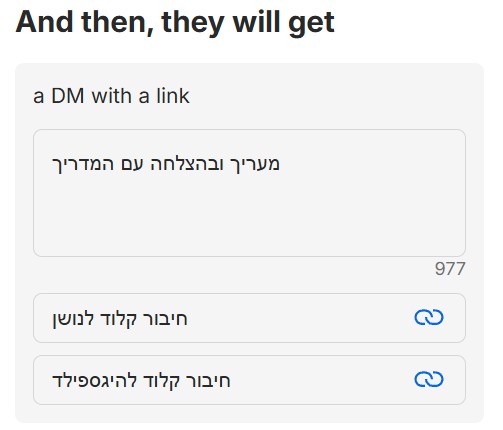 And then, they will get
a DM with a link
מעריך ובהצלחה עם המדריך
977
חיבור קלוד לנושן
חיבור קלוד להיגספילד